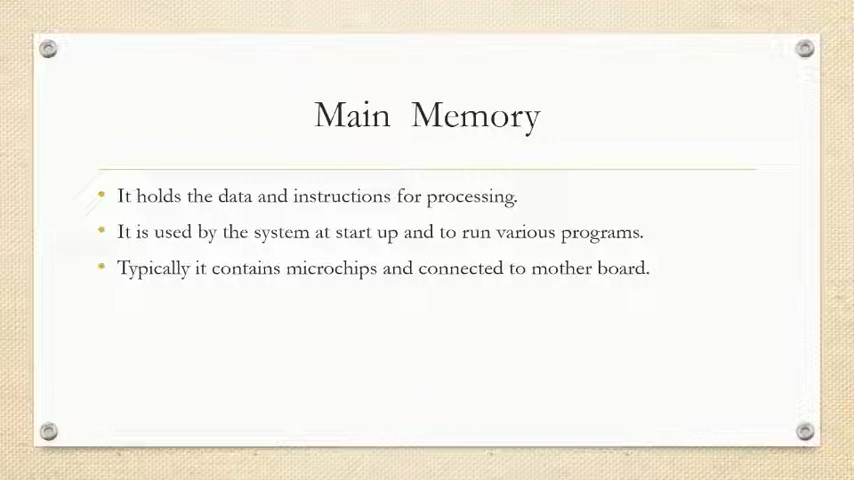 Main Memory
It holds the data and instructions for processing.
It is used by the system at start up and to run various programs.
Typically it contains microchips and connected to mother board.